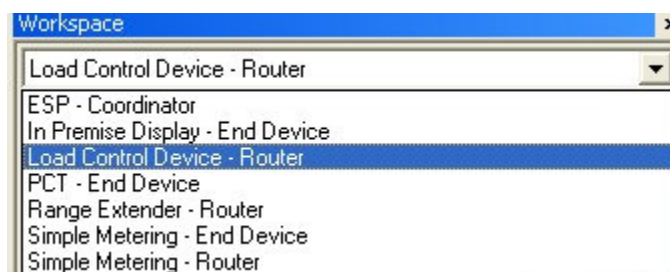 Workspace
Load Control Device - Router
ESP - Coordinator
In Premise Display - End Device
Load Control Device - Router
PCT - End Device
Range Extender - Router
Simple Metering - End Device
Simple Metering - Router